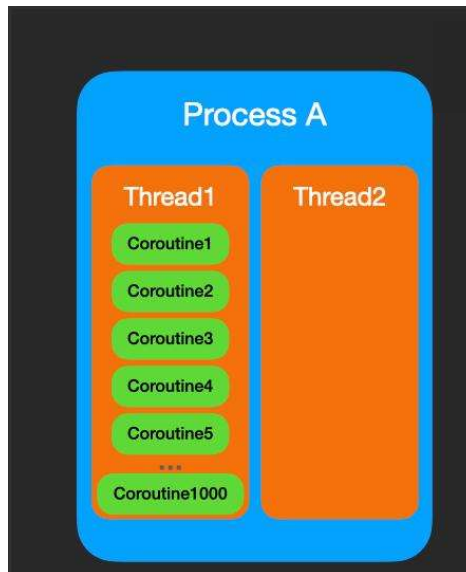 Process A
Thread1
Thread2
Coroutine1
Coroutine2
Coroutine3
Coroutine4
Coroutine5
...
Coroutine1000